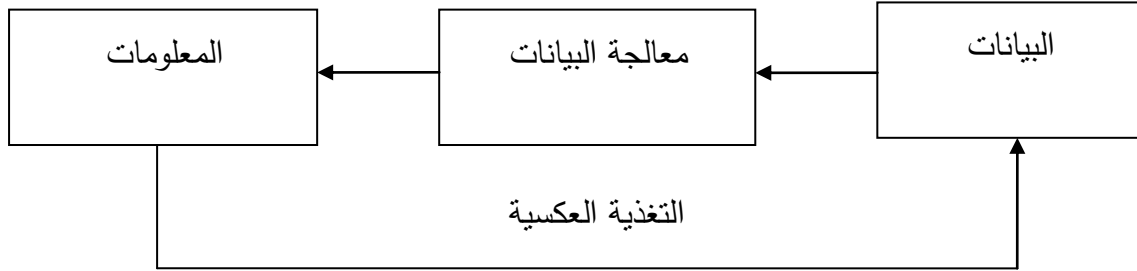 البيانات
معالجة البيانات
المعلومات
التغذية العكسية